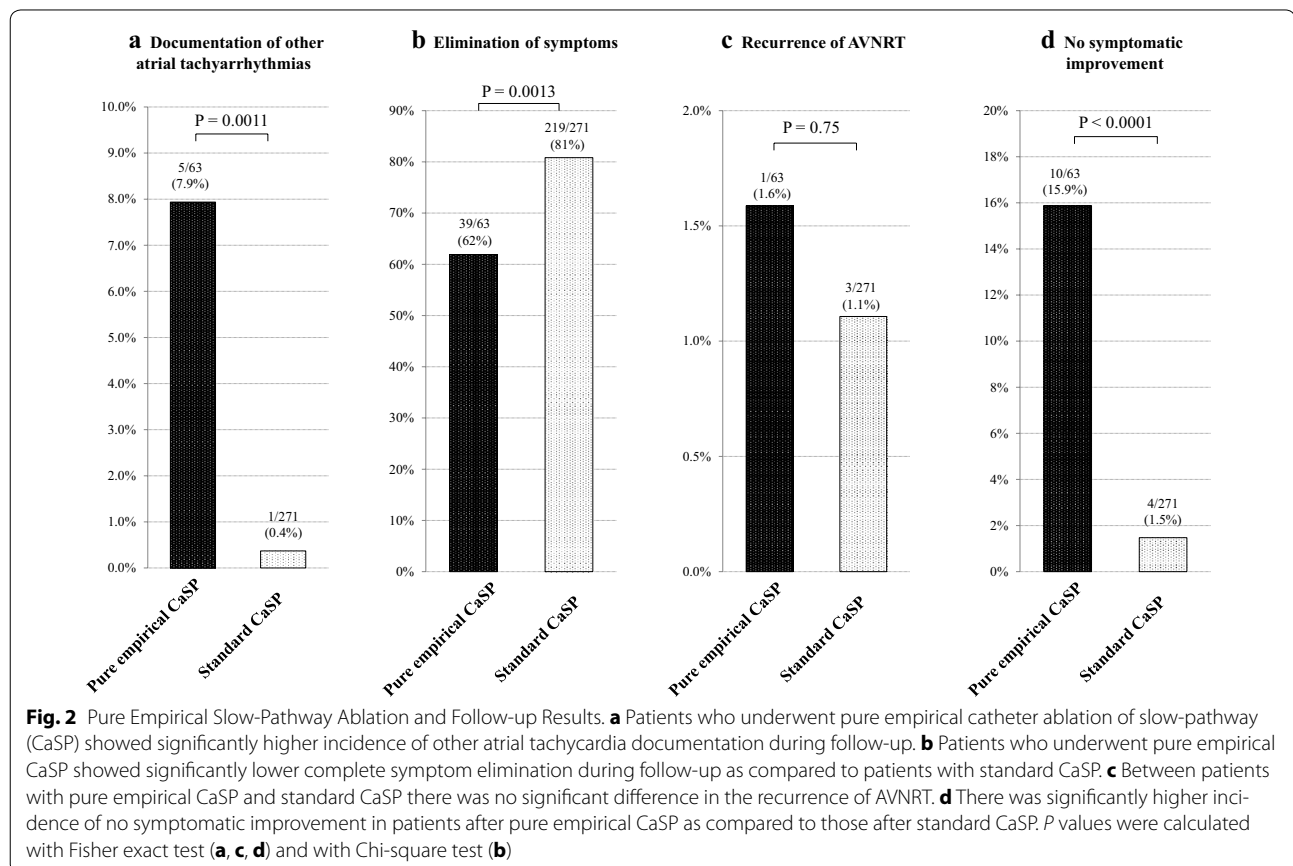 a Documentation of other
atrial tachyarrhythmias
10.0%
9.0%
8.0%
7.0%
6.0%
5.0%
4.0%
3.0%
2.0%
1.0%
0.0%
P = 0.0011
5/63
(7.9%)
1/271
(0.4%)
Pure empirical CaSP
Standard CaSP
b Elimination of symptoms
90%
80%
70%
60%
50%
40%
30%
20%
10%
0%
P = 0.0013
39/63
(62%)
219/271
(81%)
Pure empirical CaSP
Standard CaSP
c Recurrence of AVNRT
2.0%
1.5%
1.0%
0.5%
0.0%
P = 0.75
1/63
(1.6%)
3/271
(1.1%)
Pure empirical CaSP
Standard CaSP
d No symptomatic
improvement
20%
18%
16%
14%
12%
10%
8%
6%
4%
2%
0%
P < 0.0001
10/63
(15.9%)
4/271
(1.5%)
Pure empirical CaSP
Standard CaSP
Fig. 2 Pure Empirical Slow-Pathway Ablation and Follow-up Results. a Patients who underwent pure empirical catheter ablation of slow-pathway
(CaSP) showed significantly higher incidence of other atrial tachycardia documentation during follow-up. b Patients who underwent pure empirical
CaSP showed significantly lower complete symptom elimination during follow-up as compared to patients with standard CaSP. c Between patients
with pure empirical CaSP and standard CaSP there was no significant difference in the recurrence of AVNRT. d There was significantly higher inci-
dence of no symptomatic improvement in patients after pure empirical CaSP as compared to those after standard CaSP. P values were calculated
with Fisher exact test (a, c, d) and with Chi-square test (b)